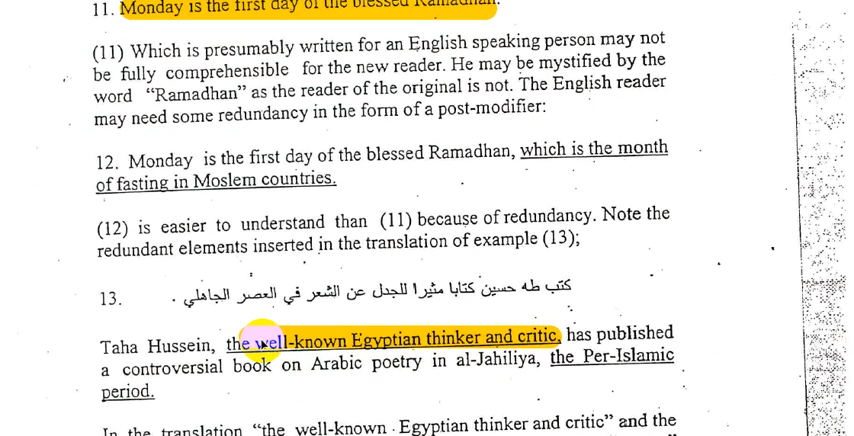 11. Monday is the first day of the blessed Ramadhan.
(11) Which is presumably written for an English speaking person may not
be fully comprehensible for the new reader. He may be mystified by the
word "Ramadhan" as the reader of the original is not. The English reader
may need some redundancy in the form of a post-modifier:
12. Monday is the first day of the blessed Ramadhan, which is the month
of fasting in Moslem countries.
(12) is easier to understand than (11) because of redundancy. Note the
redundant elements inserted in the translation of example (13);
13. كتب طه حسين كتابا مثيرا للجدل عن الشعر في العصر الجاهلي .
Taha Hussein, the well-known Egyptian thinker and critic, has published
a controversial book on Arabic poetry in al-Jahiliya, the Per-Islamic
period.
In the translation "the well-known Egyptian thinker and critic" and the